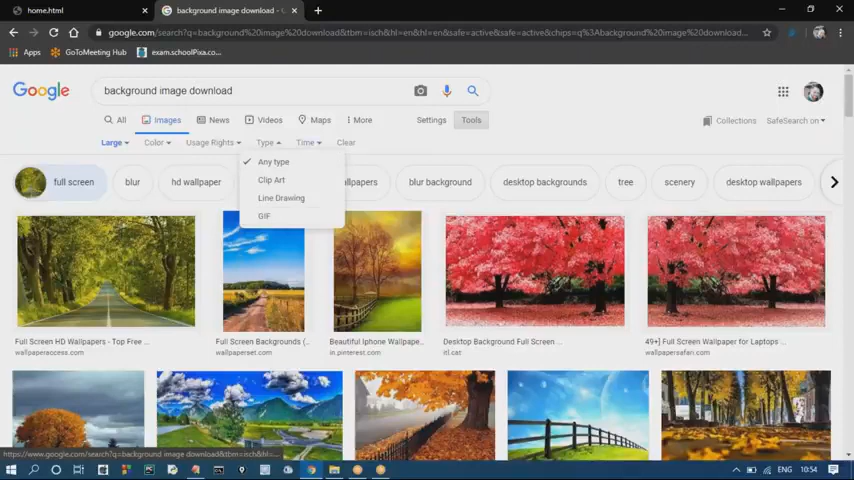 home.html
background image download - G
google.com/search?q=background%20image%20download&tbm=isch&hl=en&safe=active&safe=active&chips=q%3Abackground%20image%20download...
Apps GoToMeeting Hub exam.schoolPixa.co...
Google background image download
All Images News Videos Maps More Settings Tools Collections SafeSearch on
Large Color Usage Rights Type Time Clear
Any type
Clip Art
Line Drawing
GIF
full screen blur hd wallpaper allpapers blur background desktop backgrounds tree scenery desktop wallpapers
Full Screen HD Wallpapers - Top Free ... Full Screen Backgrounds (... Beautiful Iphone Wallpape... Desktop Background Full Screen ... 49+] Full Screen Wallpaper for Laptops ...
wallpaperaccess.com wallpaperset.com in.pinterest.com itl.cat wallpapersafari.com
https://www.google.com/search?q=background image download&tbm=isch&hl=...
ENG 10:54